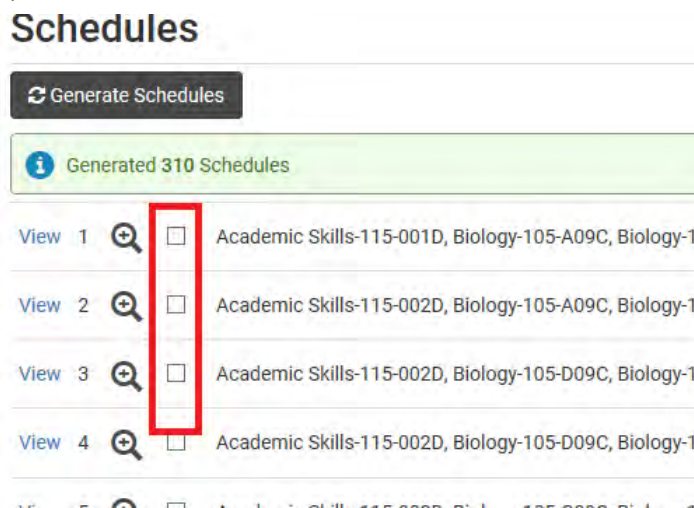 Schedules
Generate Schedules
Generated 310 Schedules
View 1 Academic Skills-115-001D, Biology-105-A09C, Biology-1
View 2 Academic Skills-115-002D, Biology-105-A09C, Biology-1
View 3 Academic Skills-115-002D, Biology-105-D09C, Biology-1
View 4 Academic Skills-115-002D, Biology-105-D09C, Biology-1